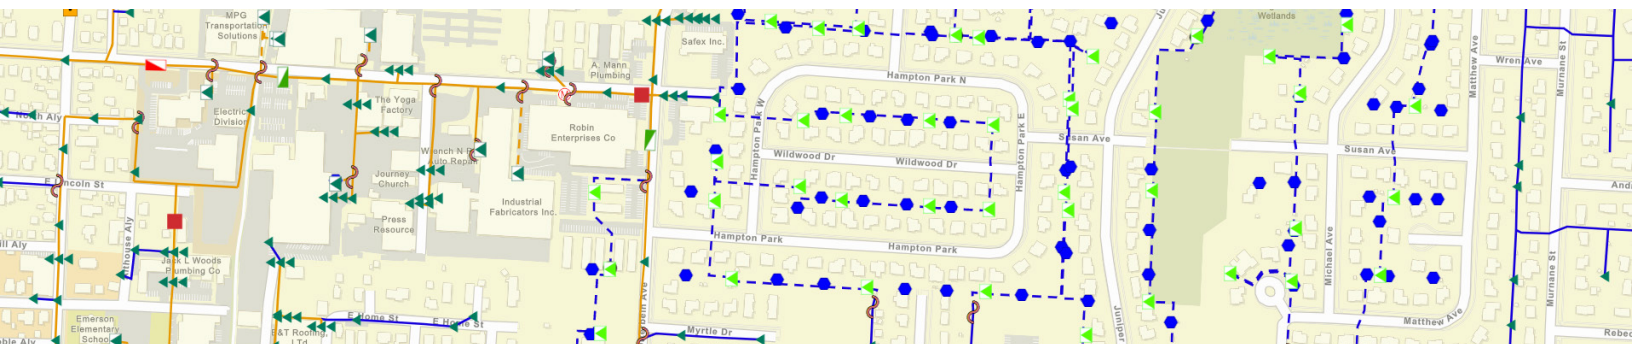 MPG
Transportation
Solutions
Safex Inc.
A. Mann
Plumbing
Wetlands
Matthew Ave
Wren Ave
Murnane St
Hampton Park N
Hampton Park W
Hampton Park E
The Yoga
Factory
Electric
Division
North Aly
Robin
Enterprises Co
Susan Ave
Susan Ave
Wildwood Dr
Wildwood Dr
Auto Repair
Journey
Church
E Lincoln St
Industrial
Fabricators Inc.
Press
Resource
Hampton Park
Hampton Park
Michael Ave
Murnane St
Jack L Woods
Plumbing Co
E Home St
E Home St
Emerson
Elementary
School
Myrtle Dr
Matthew Ave
Juniper